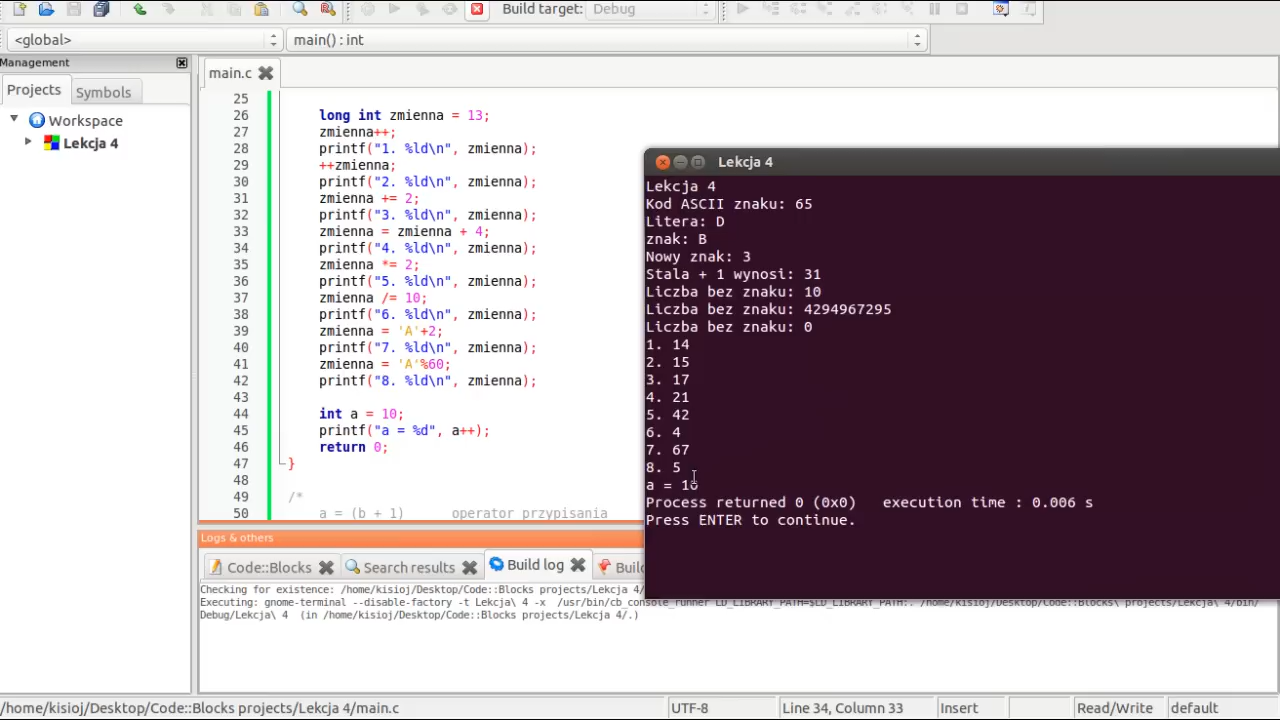 Build target: Debug
<global> main() : int
Management
main.c
Projects Symbols
Workspace
Lekcja 4
25
26 long int zmienna = 13;
27 zmienna++;
28 printf("1. %ld\n", zmienna);
29 ++zmienna;
30 printf("2. %ld\n", zmienna);
31 zmienna += 2;
32 printf("3. %ld\n", zmienna);
33 zmienna = zmienna + 4;
34 printf("4. %ld\n", zmienna);
35 zmienna *= 2;
36 printf("5. %ld\n", zmienna);
37 zmienna /= 10;
38 printf("6. %ld\n", zmienna);
39 zmienna = 'A'+2;
40 printf("7. %ld\n", zmienna);
41 zmienna = 'A'%60;
42 printf("8. %ld\n", zmienna);
43
44 int a = 10;
45 printf("a = %d", a++);
46 return 0;
47 }
48
49 /*
50 a = (b + 1) operator przypisania
Lekcja 4
Lekcja 4
Kod ASCII znaku: 65
Litera: D
znak: B
Nowy znak: 3
Stala + 1 wynosi: 31
Liczba bez znaku: 10
Liczba bez znaku: 4294967295
Liczba bez znaku: 0
1. 14
2. 15
3. 17
4. 21
5. 42
6. 4
7. 67
8. 5
a = 10
Process returned 0 (0x0) execution time : 0.006 s
Press ENTER to continue.
Logs & others
Code::Blocks Search results Build log Buil
Checking for existence: /home/kisioj/Desktop/Code::Blocks projects/Lekcja 4/
Executing: gnome-terminal --disable-factory -t Lekcja\ 4 -x /usr/bin/cb_console_runner LD_LIBRARY_PATH=$LD_LIBRARY_PATH:. /home/kisioj/Desktop/Code::Blocks\ projects/Lekcja\ 4/bin/
Debug/Lekcja\ 4 (in /home/kisioj/Desktop/Code::Blocks projects/Lekcja 4/.)
/home/kisioj/Desktop/Code::Blocks projects/Lekcja 4/main.c UTF-8 Line 34, Column 33 Insert Read/Write default